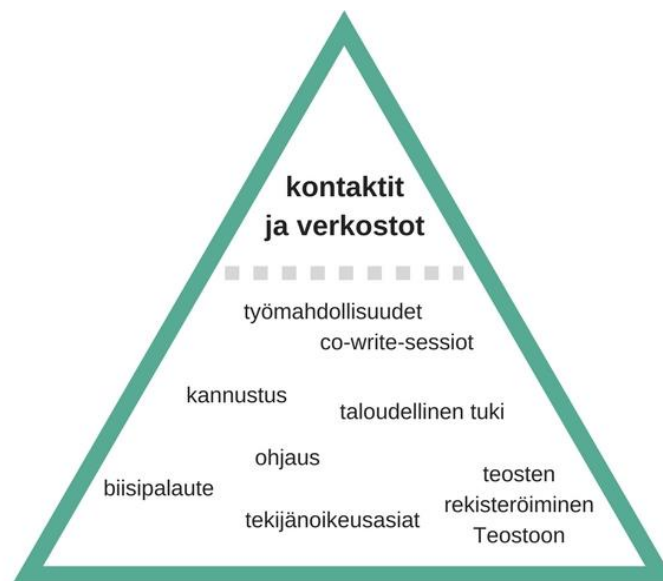 kontaktit
ja verkostot
työmahdollisuudet
co-write-sessiot
kannustus
taloudellinen tuki
ohjaus
biisipalaute
teosten
rekisteröiminen
Teostoon
tekijänoikeusasiat